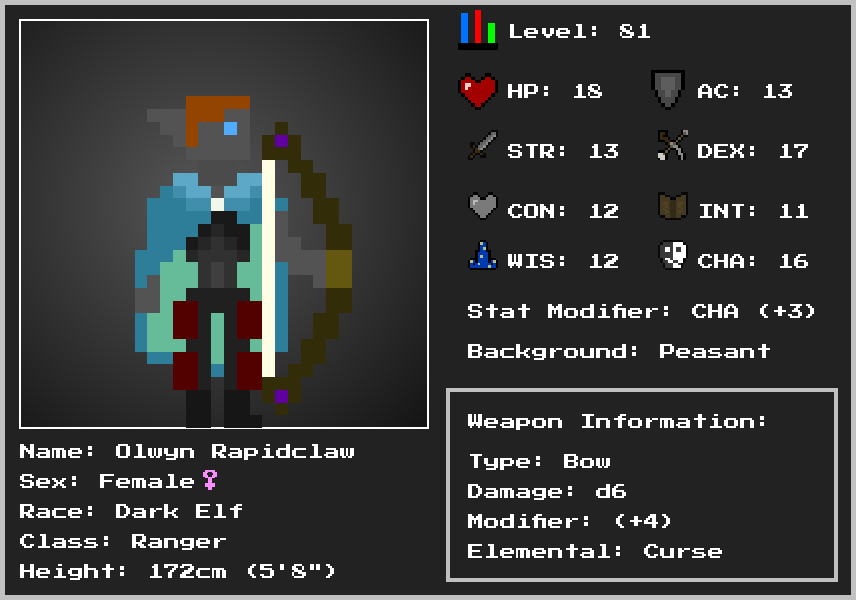 Level: 81
HP: 18
AC: 13
STR: 13
DEX: 17
CON: 12
INT: 11
WIS: 12
CHA: 16
Stat Modifier: CHA (+3)
Background: Peasant
Weapon Information:
Type: Bow
Damage: d6
Modifier: (+4)
Elemental: Curse
Name: Olwyn Rapidclaw
Sex: Female♀
Race: Dark Elf
Class: Ranger
Height: 172cm (5'8")